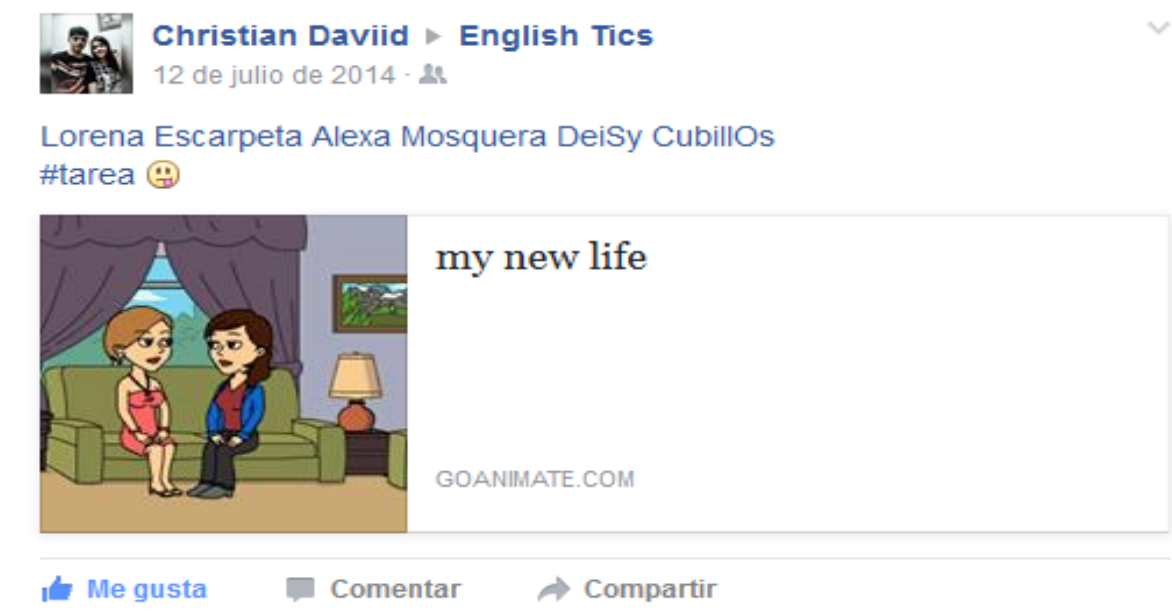 Christian Daviid ▸ English Tics
12 de julio de 2014 ·
Lorena Escarpeta Alexa Mosquera DeiSy CubillOs
#tarea
my new life
GOANIMATE.COM
Me gusta Comentar Compartir